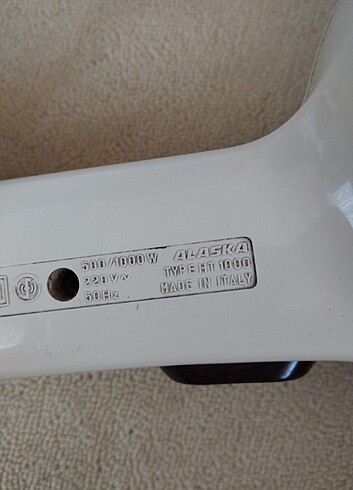 500/1000W
220V~
50Hz
ALASKA
TYPE HT 1000
MADE IN ITALY